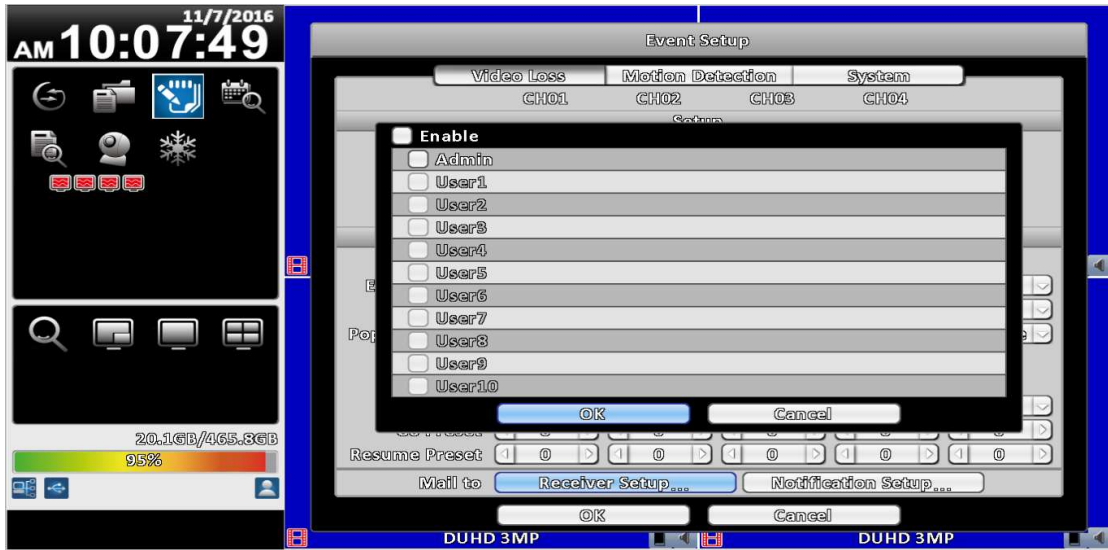 11/7/2016
AM 10:07:49
Event Setup
Video Loss Motion Detection System
CH01 CH02 CH03 CH04
Setup
Enable
Admin
User1
User2
User3
User4
User5
User6
User7
User8
User9
User10
OK Cancel
Resume Preset 0 0 0 0 0
Mail to Receiver Setup... Notification Setup...
OK Cancel
20.1GB/465.8GB
95%
DUHD 3MP DUHD 3MP